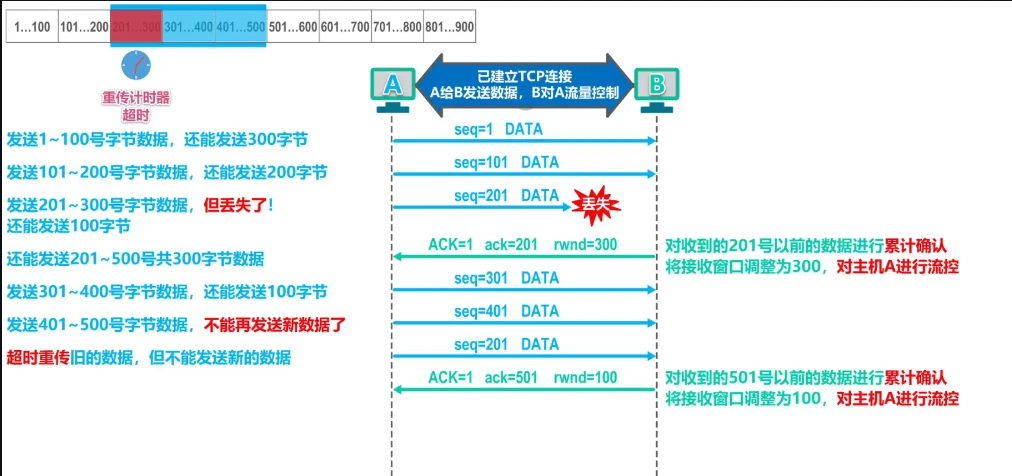 1…100 101…200 201…300 301…400 401…500 501…600 601…700 701…800 801…900
重传计时器
超时
A
已建立TCP连接
A给B发送数据，B对A流量控制
B
发送1~100号字节数据，还能发送300字节
seq=1 DATA
发送101~200号字节数据，还能发送200字节
seq=101 DATA
发送201~300号字节数据，但丢失了！
还能发送100字节
seq=201 DATA
丢失
还能发送201~500号共300字节数据
ACK=1 ack=201 rwnd=300
对收到的201号以前的数据进行累计确认
将接收窗口调整为300，对主机A进行流控
发送301~400号字节数据，还能发送100字节
seq=301 DATA
发送401~500号字节数据，不能再发送新数据了
seq=401 DATA
超时重传旧的数据，但不能发送新的数据
seq=201 DATA
ACK=1 ack=501 rwnd=100
对收到的501号以前的数据进行累计确认
将接收窗口调整为100，对主机A进行流控